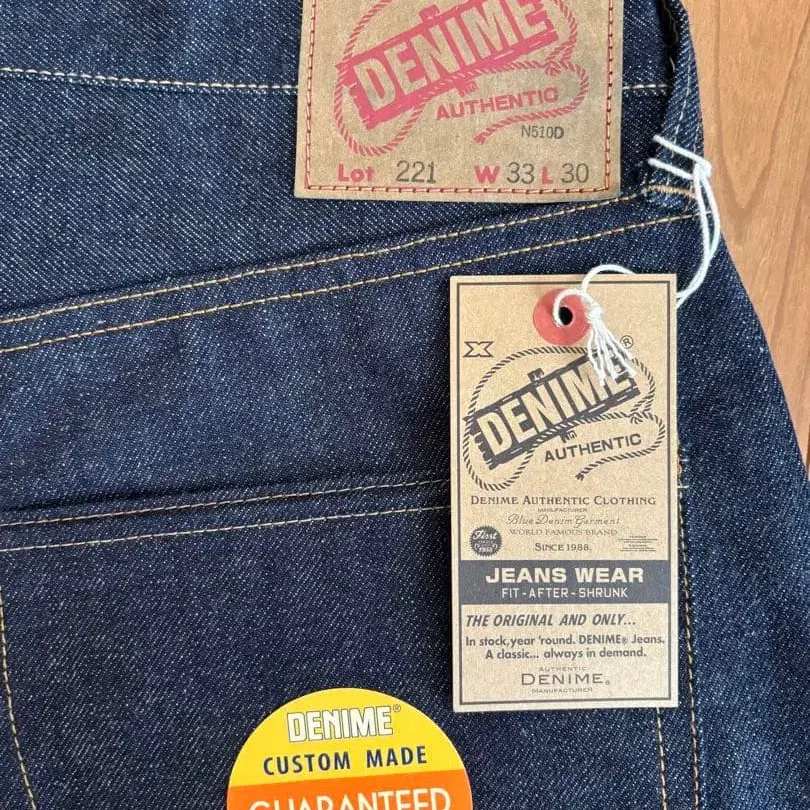 DENIME
AUTHENTIC
N510D
Lot 221 W 33 L 30
DENIME®
AUTHENTIC
DENIME AUTHENTIC CLOTHING
MANUFACTURER
Blue Denim Garment
WORLD FAMOUS BRAND
First
SINCE 1988.
JEANS WEAR
FIT-AFTER-SHRUNK
THE ORIGINAL AND ONLY...
In stock, year 'round. DENIME® Jeans.
A classic... always in demand.
AUTHENTIC
DENIME®
MANUFACTURER
DENIME®
CUSTOM MADE
GUARANTEED